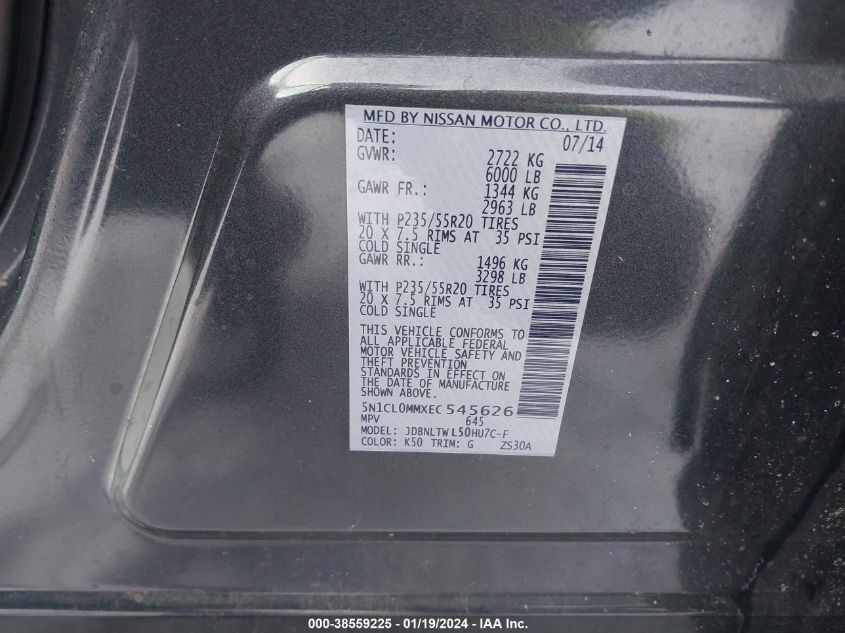 MFD BY NISSAN MOTOR CO., LTD.
DATE: 07/14
GVWR: 2722 KG
6000 LB
GAWR FR.: 1344 KG
2963 LB
WITH P235/55R20 TIRES
20 X 7.5 RIMS AT 35 PSI
COLD SINGLE
GAWR RR.: 1496 KG
3298 LB
WITH P235/55R20 TIRES
20 X 7.5 RIMS AT 35 PSI
COLD SINGLE
THIS VEHICLE CONFORMS TO
ALL APPLICABLE FEDERAL
MOTOR VEHICLE SAFETY AND
THEFT PREVENTION
STANDARDS IN EFFECT ON
THE DATE OF MANUFACTURE
SHOWN ABOVE.
5N1CL0MMXEC545626
MPV 645
MODEL: JDBNLTWL50HU7C-F
COLOR: K50 TRIM: G ZS30A
000-38559225 - 01/19/2024 - IAA Inc.